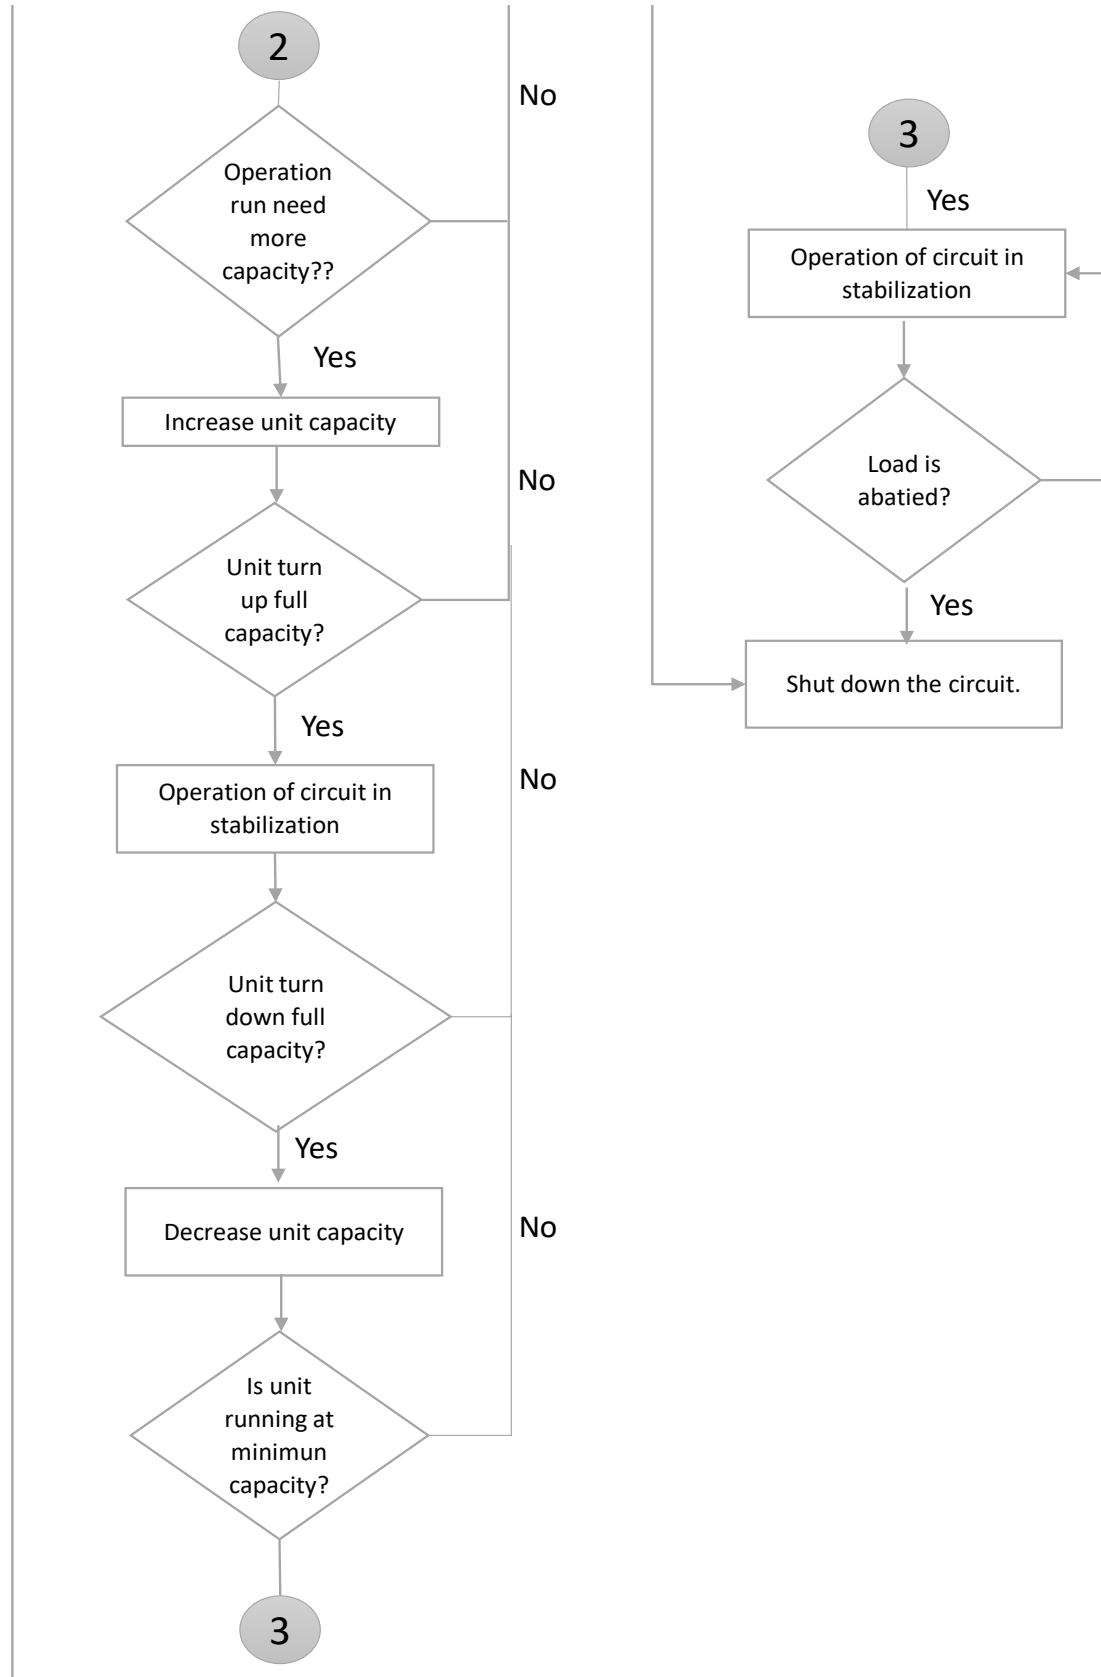 2
No
Operation
run need
more
capacity??
Yes
Increase unit capacity
No
Unit turn
up full
capacity?
Yes
No
Operation of circuit in
stabilization
Unit turn
down full
capacity?
Yes
No
Decrease unit capacity
Is unit
running at
minimun
capacity?
3
3
Yes
Operation of circuit in
stabilization
Load is
abatied?
Yes
Shut down the circuit.